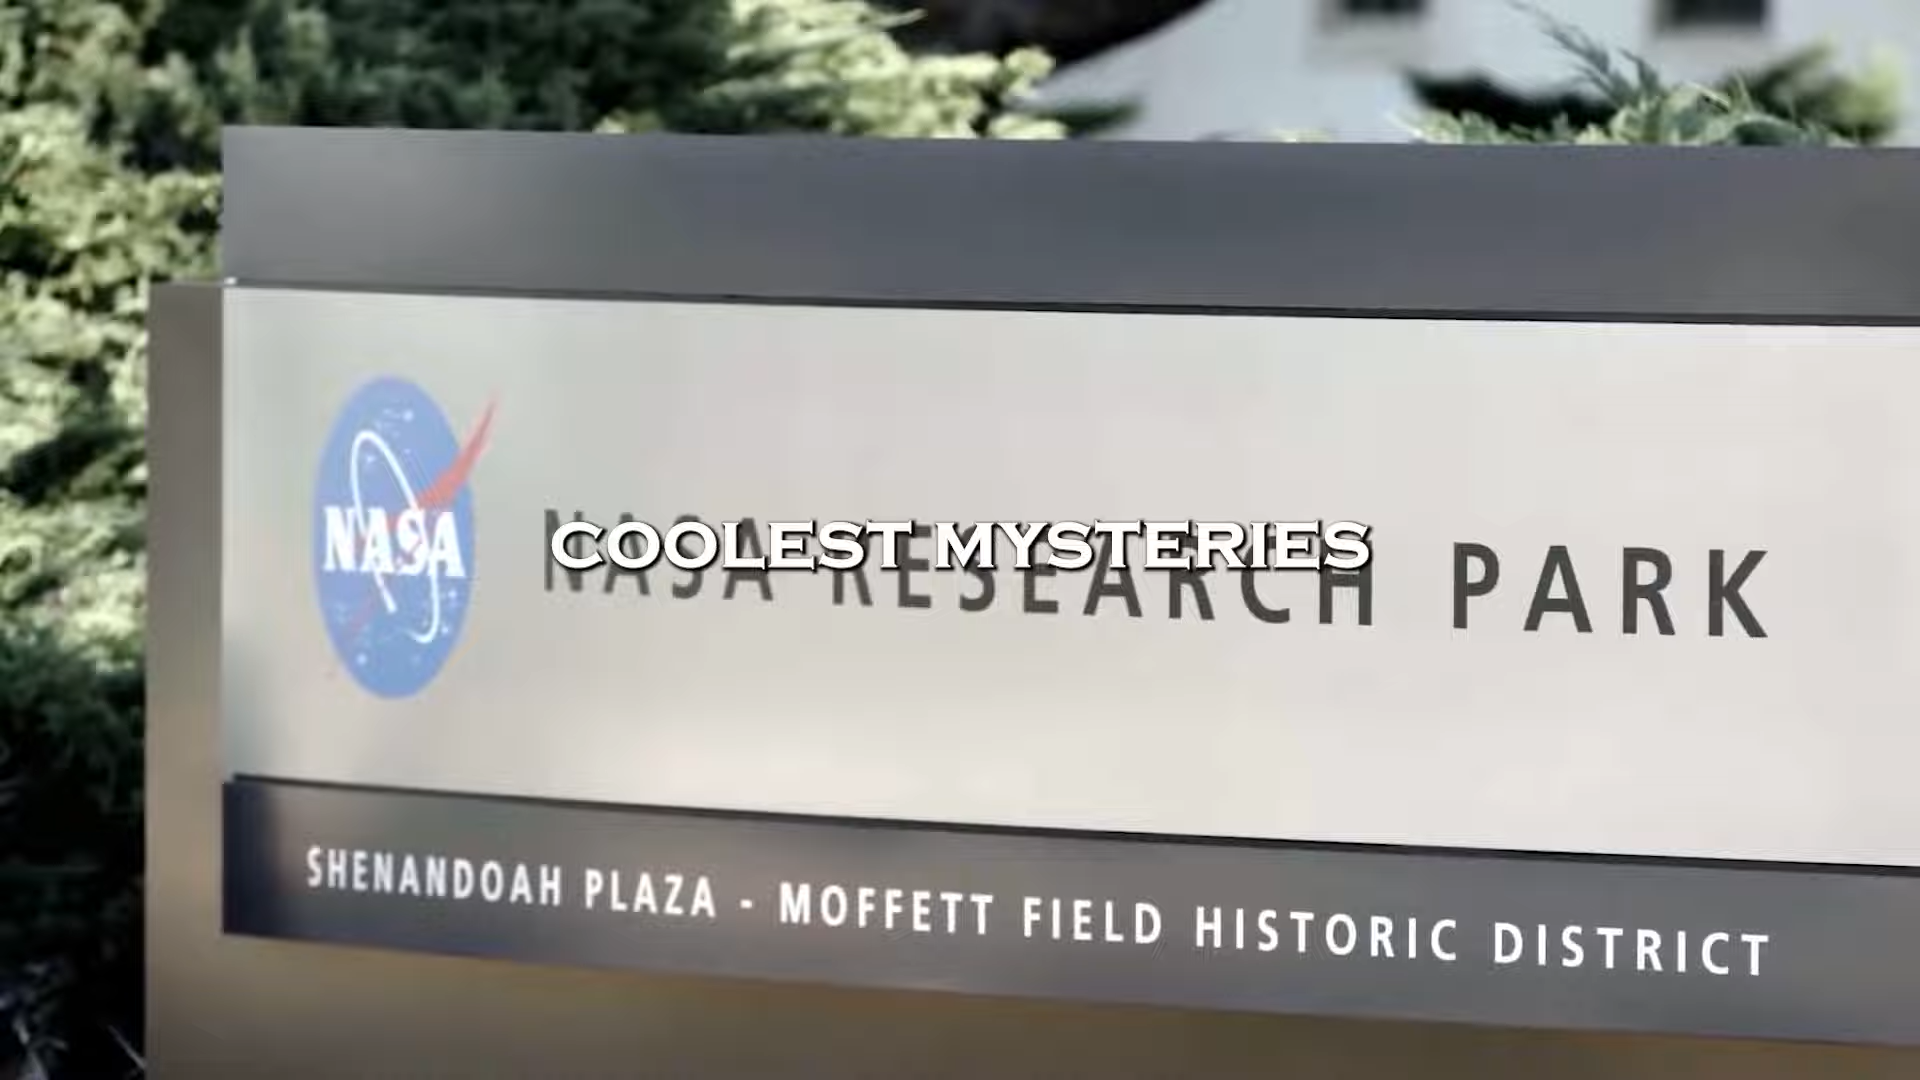 NASA
NASA RESEARCH PARK
COOLEST MYSTERIES
SHENANDOAH PLAZA - MOFFETT FIELD HISTORIC DISTRICT